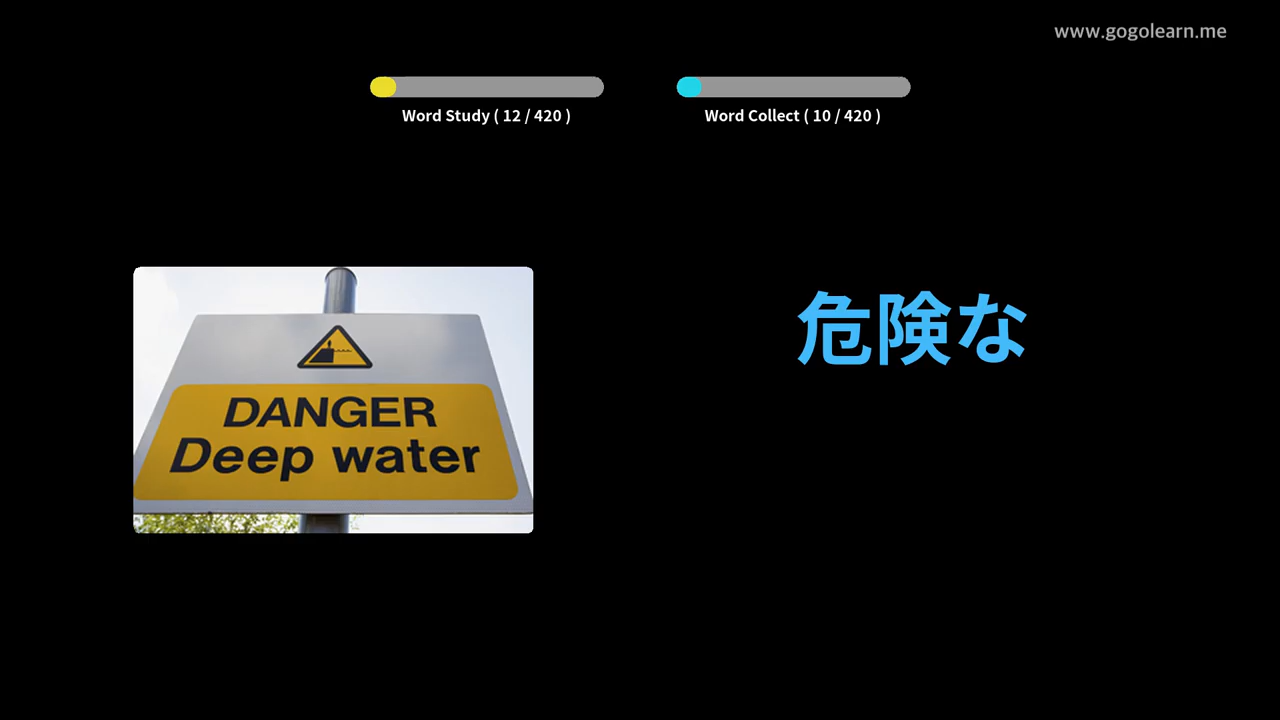 www.gogolearn.me
Word Study ( 12 / 420 )
Word Collect ( 10 / 420 )
DANGER
Deep water
危険な